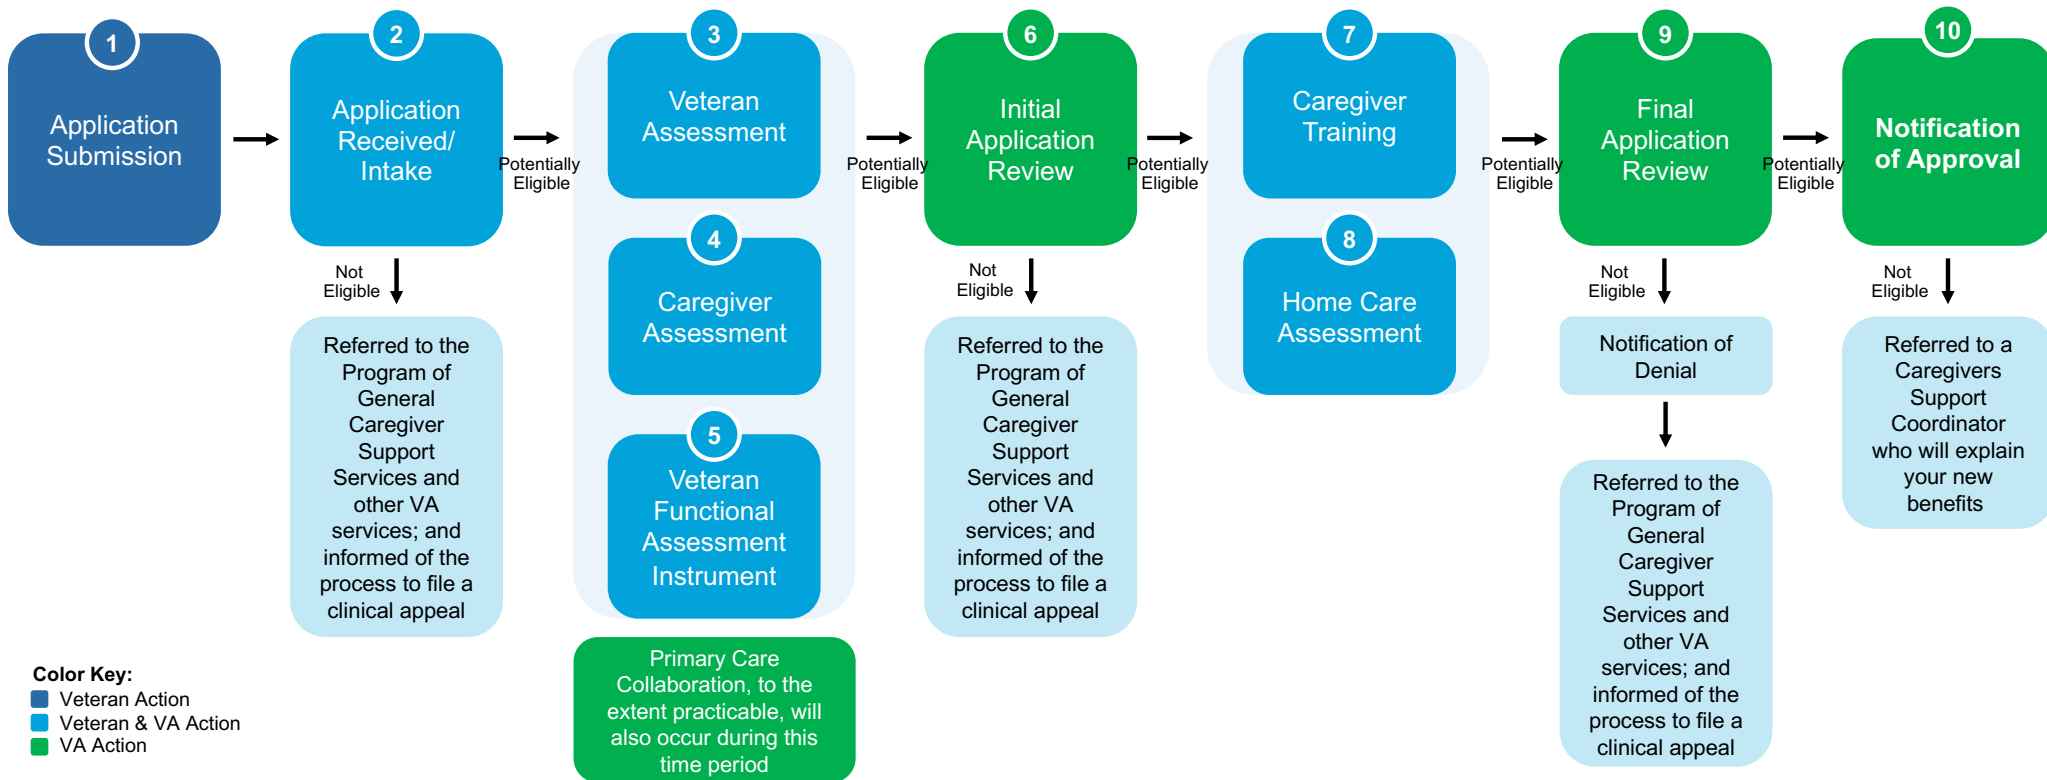 1
Application
Submission
2
Application
Received/
Intake
Potentially
Eligible
Not
Eligible
Referred to the
Program of
General
Caregiver
Support
Services and
other VA
services; and
informed of the
process to file a
clinical appeal
3
Veteran
Assessment
4
Caregiver
Assessment
5
Veteran
Functional
Assessment
Instrument
Primary Care
Collaboration, to the
extent practicable, will
also occur during this
time period
Potentially
Eligible
6
Initial
Application
Review
Not
Eligible
Referred to the
Program of
General
Caregiver
Support
Services and
other VA
services; and
informed of the
process to file a
clinical appeal
Potentially
Eligible
7
Caregiver
Training
8
Home Care
Assessment
Potentially
Eligible
9
Final
Application
Review
Not
Eligible
Notification of
Denial
Referred to the
Program of
General
Caregiver
Support
Services and
other VA
services; and
informed of the
process to file a
clinical appeal
Potentially
Eligible
10
Notification
of Approval
Not
Eligible
Referred to a
Caregivers
Support
Coordinator
who will explain
your new
benefits
Color Key:
Veteran Action
Veteran & VA Action
VA Action